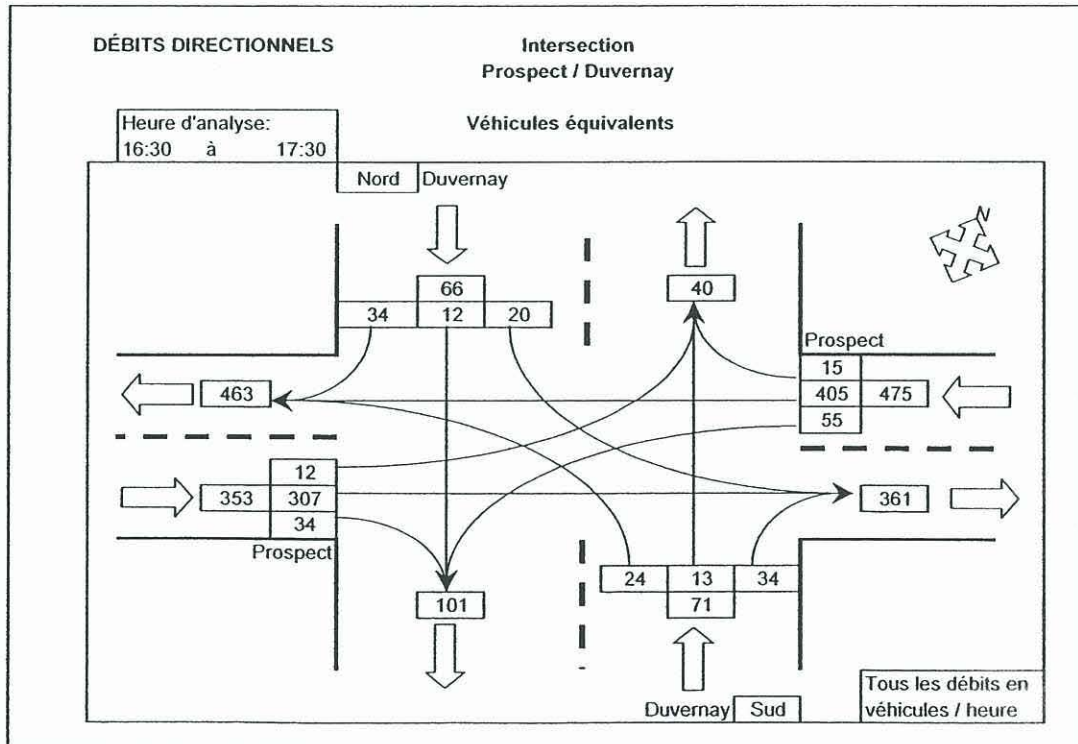 DÉBITS DIRECTIONNELS
Intersection
Prospect / Duvernay
Véhicules équivalents
Heure d'analyse:
16:30 à 17:30
Nord Duvernay
N
66
34 12 20
40
Prospect
15
405 475
55
463
12
353 307
34
Prospect
361
24 13 34
71
101
Duvernay Sud
Tous les débits en
véhicules / heure